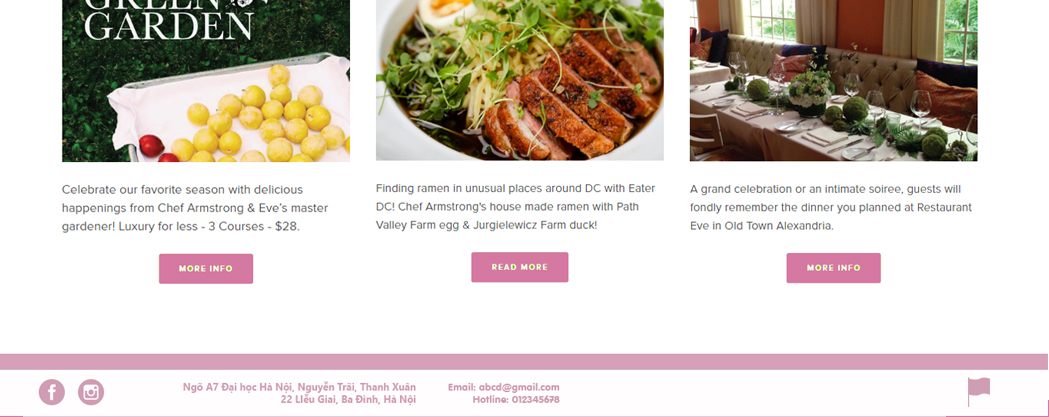 GREEN
GARDEN
Celebrate our favorite season with delicious
happenings from Chef Armstrong & Eve's master
gardener! Luxury for less - 3 Courses - $28.
MORE INFO
Finding ramen in unusual places around DC with Eater
DC! Chef Armstrong's house made ramen with Path
Valley Farm egg & Jurgielewicz Farm duck!
READ MORE
A grand celebration or an intimate soiree, guests will
fondly remember the dinner you planned at Restaurant
Eve in Old Town Alexandria.
MORE INFO
Ngõ A7 Đại học Hà Nội, Nguyễn Trãi, Thanh Xuân
22 Liễu Giai, Ba Đình, Hà Nội
Email: abcd@gmail.com
Hotline: 012345678